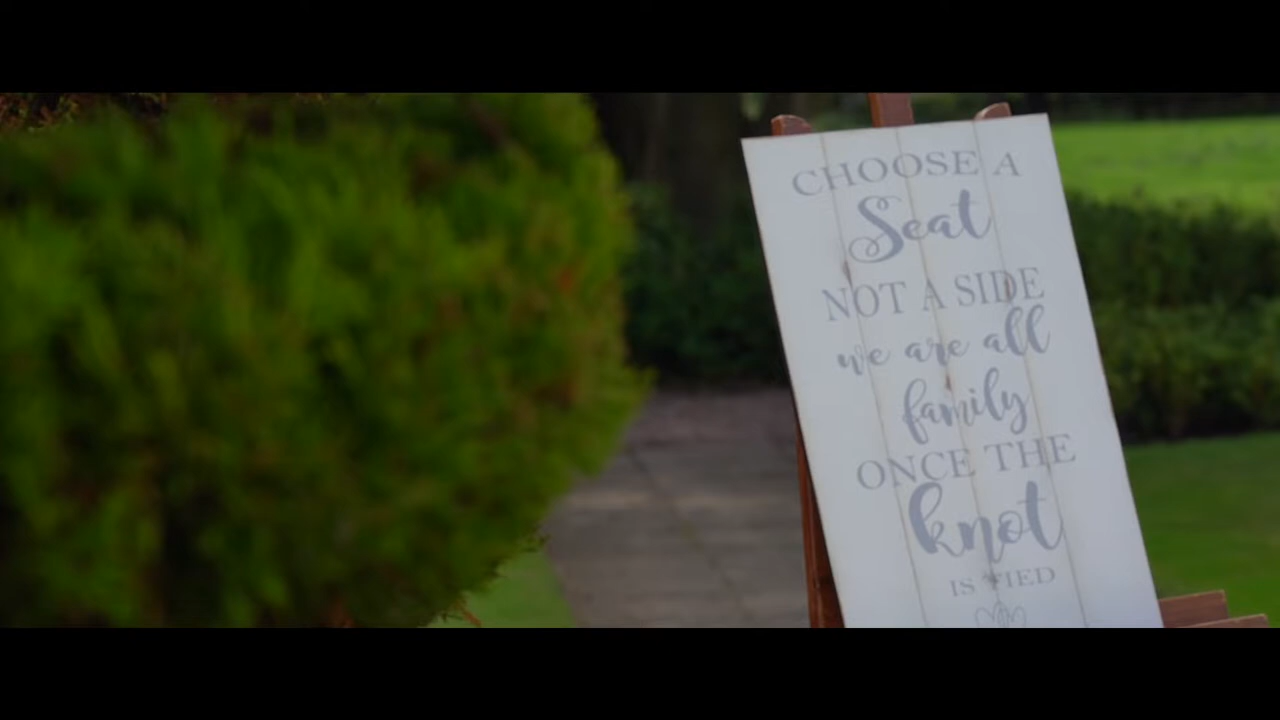 CHOOSE A
Seat
NOT A SIDE
we are all
family
ONCE THE
knot
IS TIED